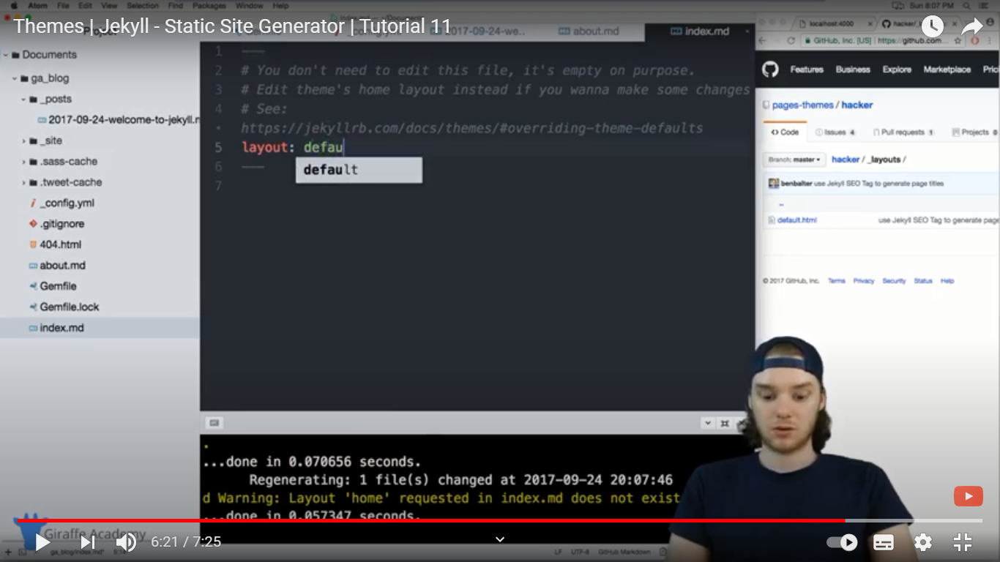 Atom File Edit View Selection Find Packages Window Help
Sun 8:07 PM
Themes | Jekyll - Static Site Generator | Tutorial 11
Project
_config.yml
2017-09-24-we...
about.md
index.md
localhost:4000
GitHub, Inc. [US]
https://github.com...
Features Business Explore Marketplace
pages-themes / hacker
Code Issues 4 Pull requests 1 Projects 0
Branch: master
hacker / _layouts /
benbalter use Jekyll SEO Tag to generate page titles
..
default.html use Jekyll SEO Tag to generate page
© 2017 GitHub, Inc. Terms Privacy Security Status Help
Documents
ga_blog
_posts
2017-09-24-welcome-to-jekyll.
_site
.sass-cache
.tweet-cache
_config.yml
.gitignore
404.html
about.md
Gemfile
Gemfile.lock
index.md
1 ---
2 # You don't need to edit this file, it's empty on purpose.
3 # Edit theme's home layout instead if you wanna make some changes
4 # See:
• https://jekyllrb.com/docs/themes/#overriding-theme-defaults
5 layout: defau
default
6 ---
7
...done in 0.070656 seconds.
Regenerating: 1 file(s) changed at 2017-09-24 20:07:46
d Warning: Layout 'home' requested in index.md does not exist
...done in 0.057347 seconds.
Giraffe Academy
6:21 / 7:25
LF UTF-8 GitHub Markdown